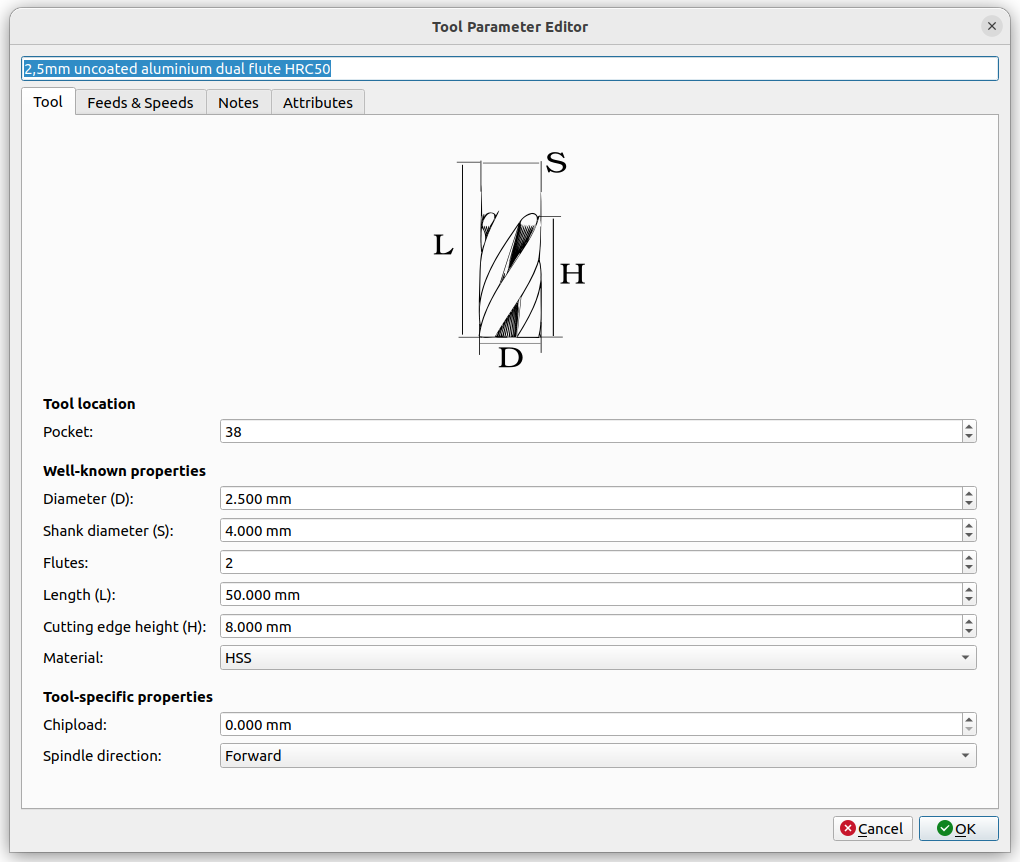 Tool Parameter Editor
2,5mm uncoated aluminium dual flute HRC50
Tool Feeds & Speeds Notes Attributes
S
L
H
D
Tool location
Pocket: 38
Well-known properties
Diameter (D): 2.500 mm
Shank diameter (S): 4.000 mm
Flutes: 2
Length (L): 50.000 mm
Cutting edge height (H): 8.000 mm
Material: HSS
Tool-specific properties
Chipload: 0.000 mm
Spindle direction: Forward
Cancel OK